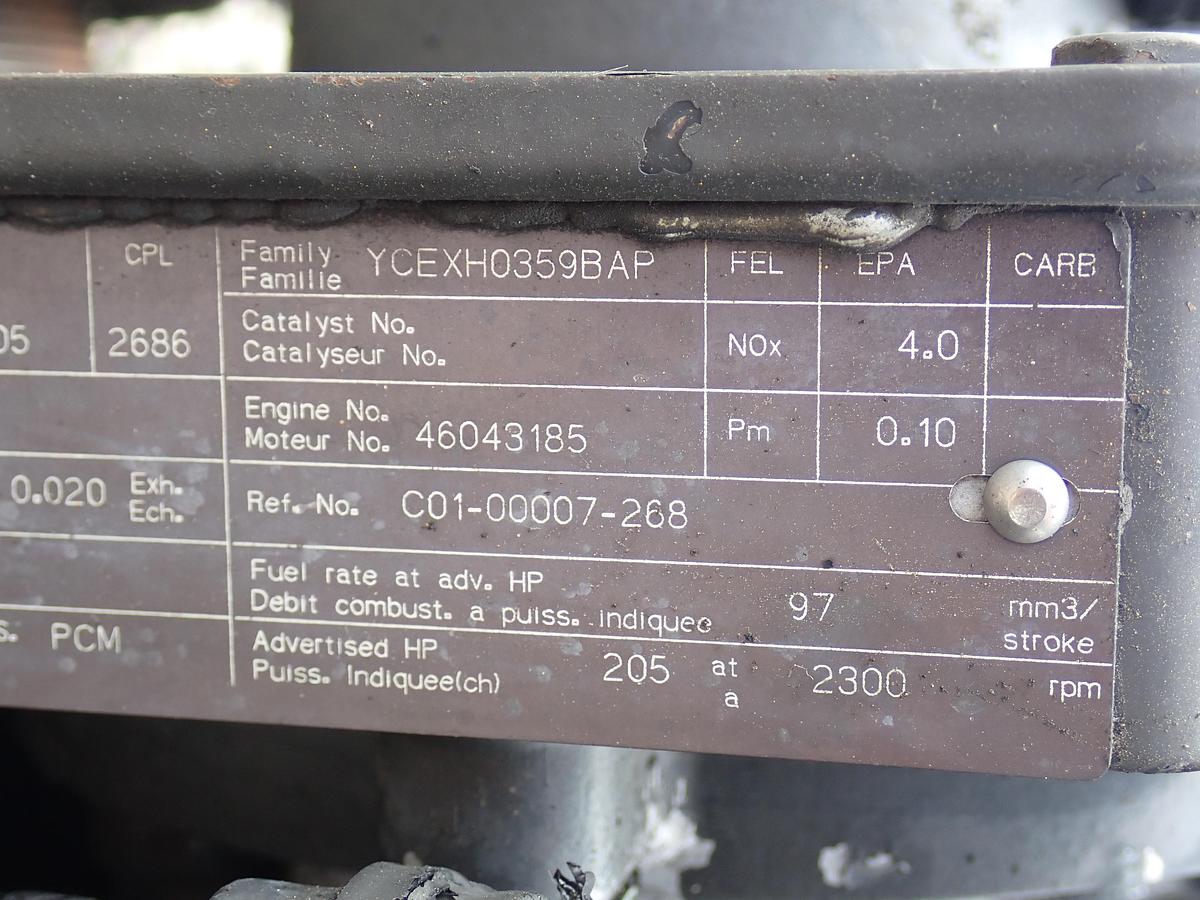 CPL
Family YCEXH0359BAP FEL EPA CARB
Familie
05 2686
Catalyst No.
Catalyseur No.
NOx 4.0
Engine No.
Moteur No. 46043185
Pm 0.10
0.020 Exh.
Ech.
Ref. No. C01-00007-268
Fuel rate at adv. HP
Debit combust. a puiss. indiquee 97 mm3/
stroke
S. PCM
Advertised HP
Puiss. Indiquee(ch) 205 at
a 2300 rpm